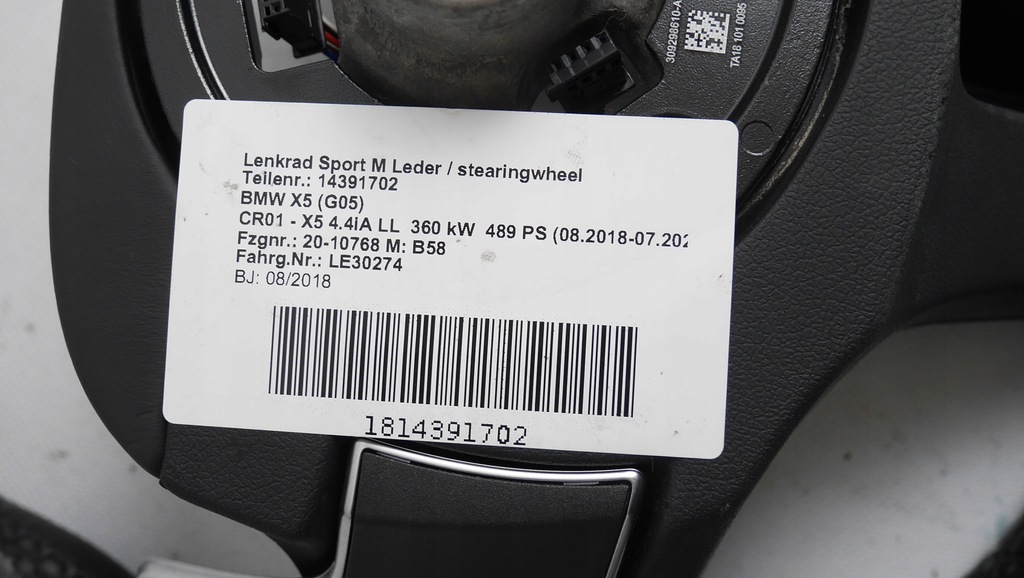 309298610-A
TA18 101 0095
Lenkrad Sport M Leder / stearingwheel
Teilenr.: 14391702
BMW X5 (G05)
CR01 - X5 4.4iA LL 360 kW 489 PS (08.2018-07.202
Fzgnr.: 20-10768 M: B58
Fahrg.Nr.: LE30274
BJ: 08/2018
1814391702